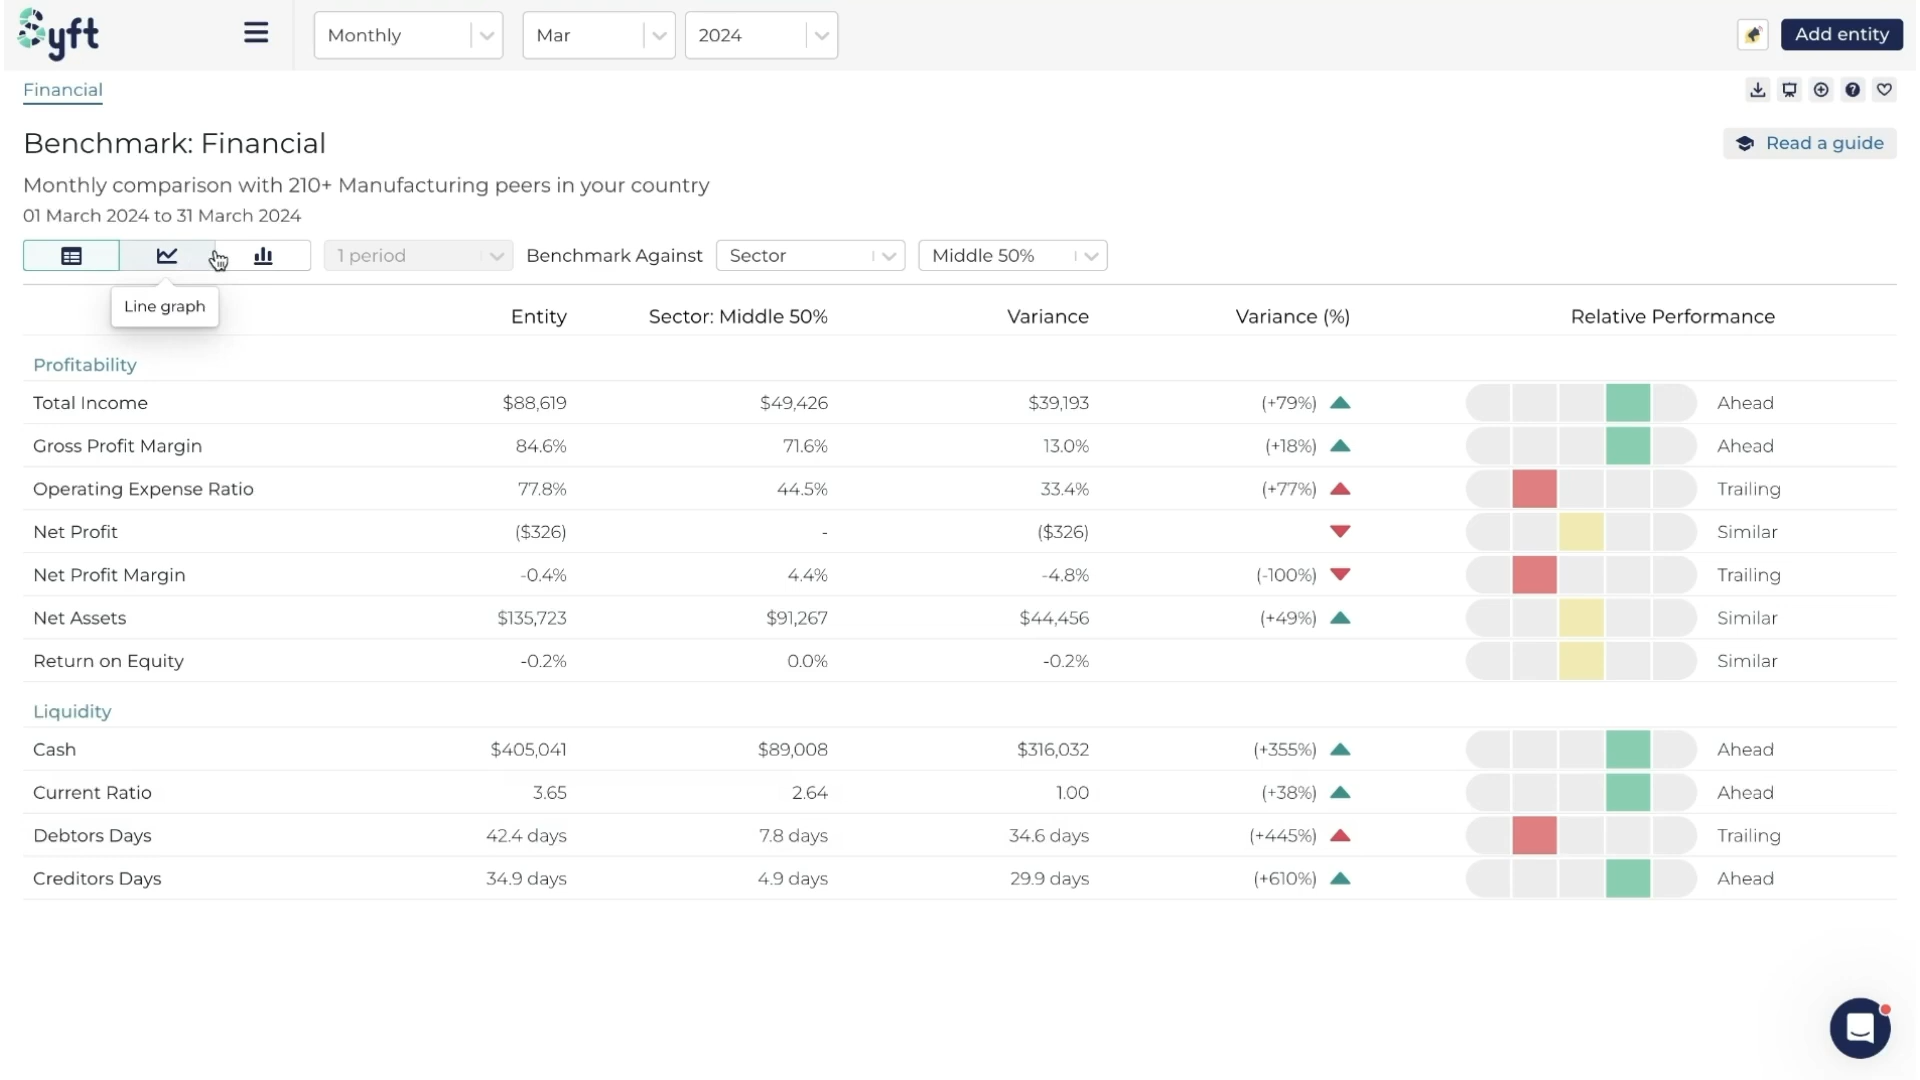 Syft
Monthly
Mar
2024
Add entity
Financial
Benchmark: Financial
Read a guide
Monthly comparison with 210+ Manufacturing peers in your country
01 March 2024 to 31 March 2024
1 period
Benchmark Against
Sector
Middle 50%
Line graph
Entity Sector: Middle 50% Variance Variance (%) Relative Performance
Profitability
Total Income $88,619 $49,426 $39,193 (+79%) Ahead
Gross Profit Margin 84.6% 71.6% 13.0% (+18%) Ahead
Operating Expense Ratio 77.8% 44.5% 33.4% (+77%) Trailing
Net Profit ($326) - ($326) Similar
Net Profit Margin -0.4% 4.4% -4.8% (-100%) Trailing
Net Assets $135,723 $91,267 $44,456 (+49%) Similar
Return on Equity -0.2% 0.0% -0.2% Similar
Liquidity
Cash $405,041 $89,008 $316,032 (+355%) Ahead
Current Ratio 3.65 2.64 1.00 (+38%) Ahead
Debtors Days 42.4 days 7.8 days 34.6 days (+445%) Trailing
Creditors Days 34.9 days 4.9 days 29.9 days (+610%) Ahead